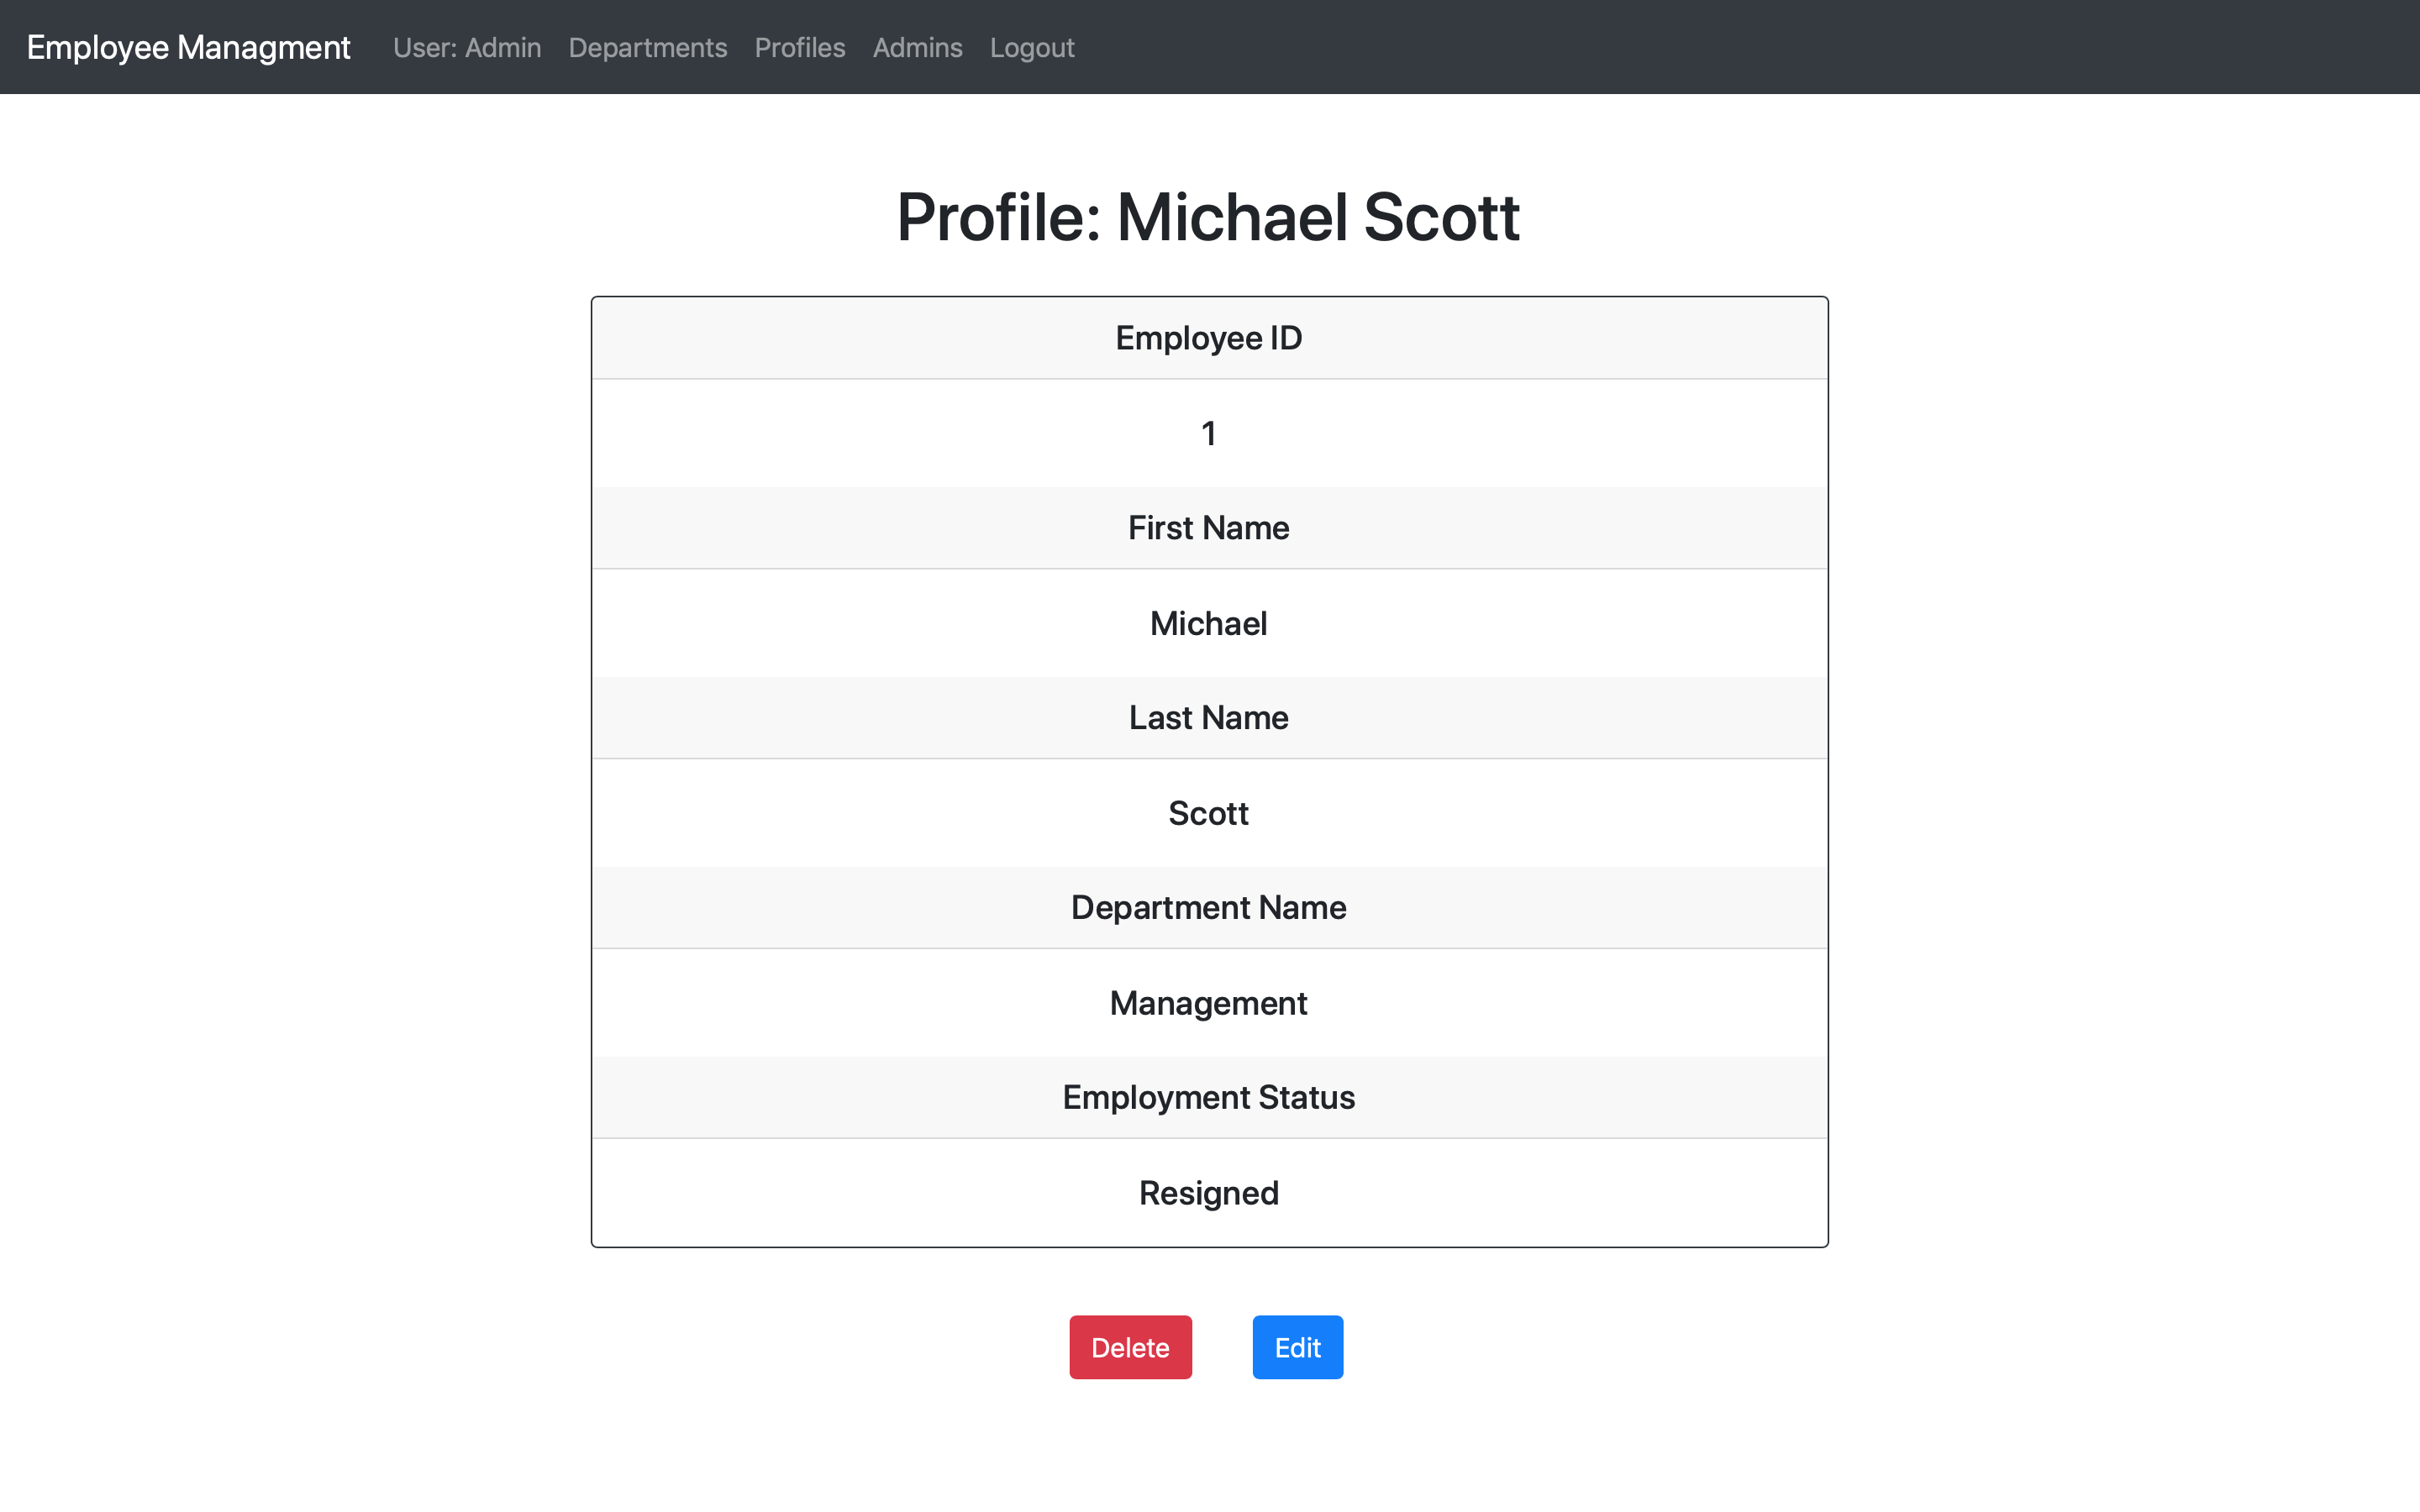 Employee Managment User: Admin Departments Profiles Admins Logout
Profile: Michael Scott
Employee ID
1
First Name
Michael
Last Name
Scott
Department Name
Management
Employment Status
Resigned
Delete Edit